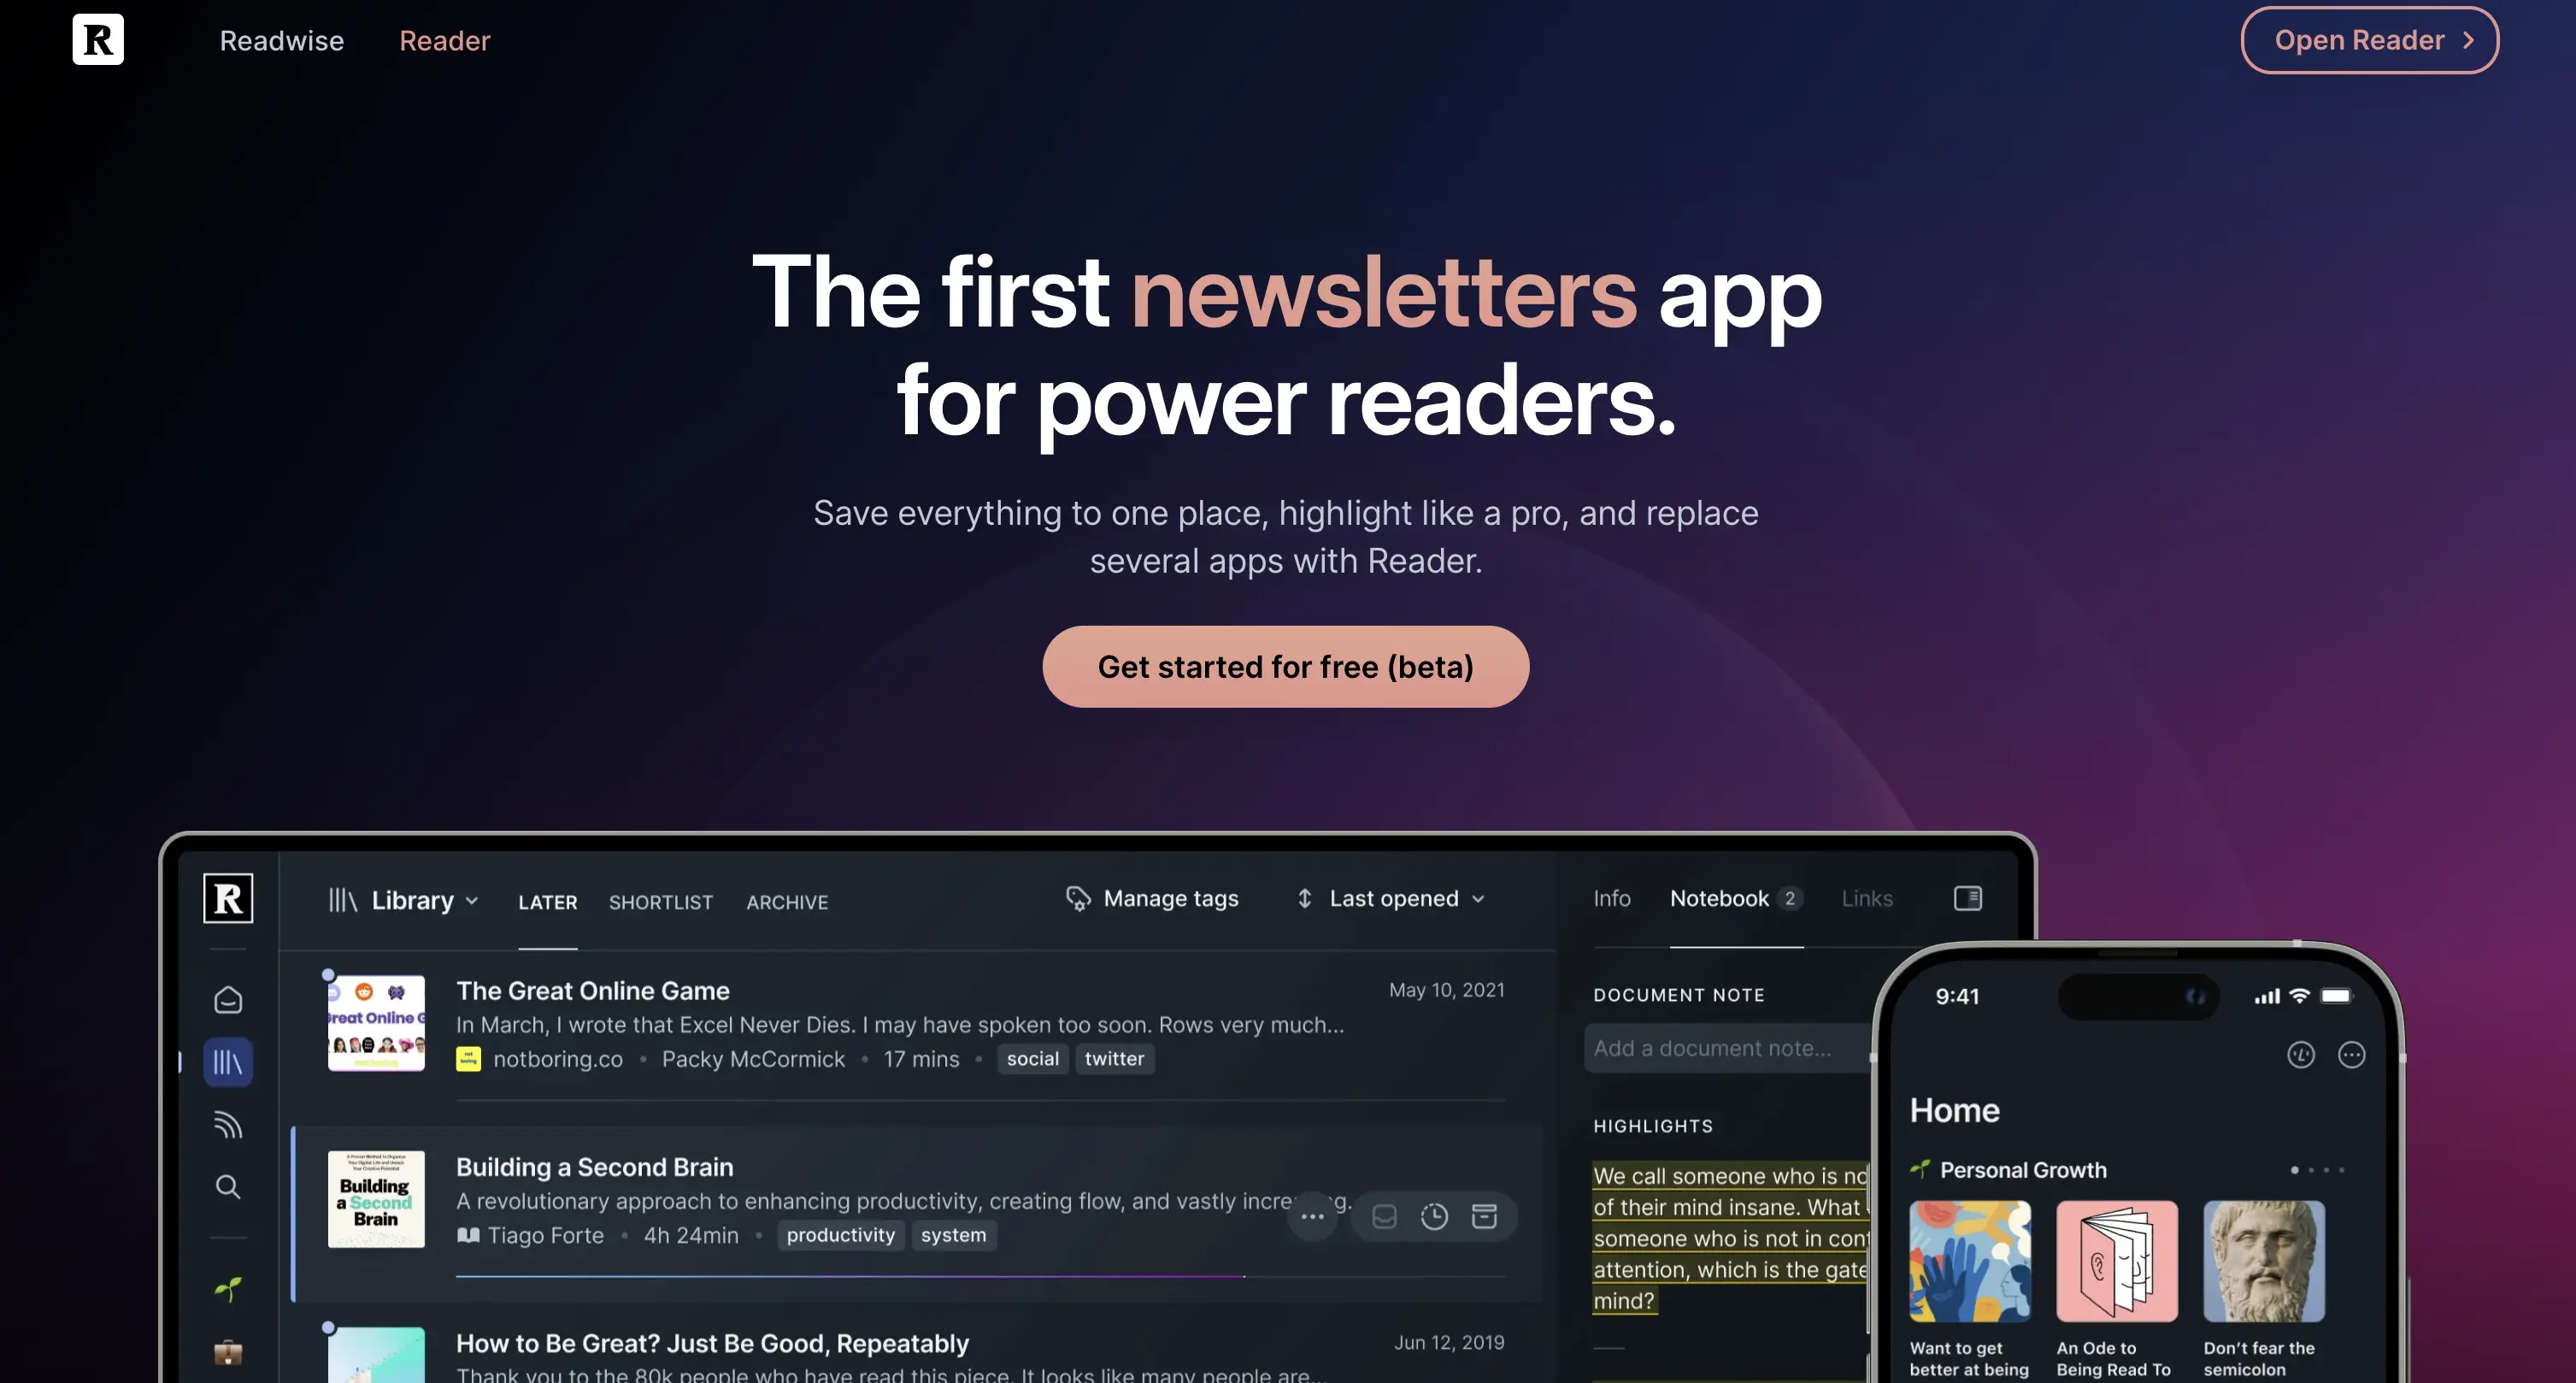 R
Readwise
Reader
Open Reader
The first newsletters app
for power readers.
Save everything to one place, highlight like a pro, and replace
several apps with Reader.
Get started for free (beta)
R
Library
LATER
SHORTLIST
ARCHIVE
Manage tags
Last opened
The Great Online Game
May 10, 2021
In March, I wrote that Excel Never Dies. I may have spoken too soon. Rows very much...
not
boring
notboring.co • Packy McCormick • 17 mins • social twitter
reat Online G
Building
a Second
Brain
Building a Second Brain
A revolutionary approach to enhancing productivity, creating flow, and vastly incre g.
Tiago Forte • 4h 24min • productivity system
How to Be Great? Just Be Good, Repeatably
Jun 12, 2019
Thank you to the 80k people who have read this piece. It looks like many people are...
Info
Notebook 2
Links
DOCUMENT NOTE
Add a document note...
HIGHLIGHTS
We call someone who is no
of their mind insane. What
someone who is not in con
attention, which is the gate
mind?
9:41
Home
Personal Growth
Want to get
better at being
An Ode to
Being Read To
Don't fear the
semicolon